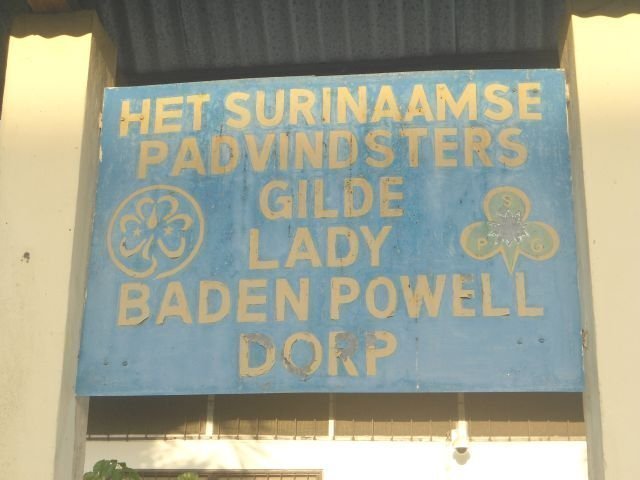 HET SURINAAMSE
PADVINDSTERS
GILDE
LADY
BADEN POWELL
DORP
S
P G